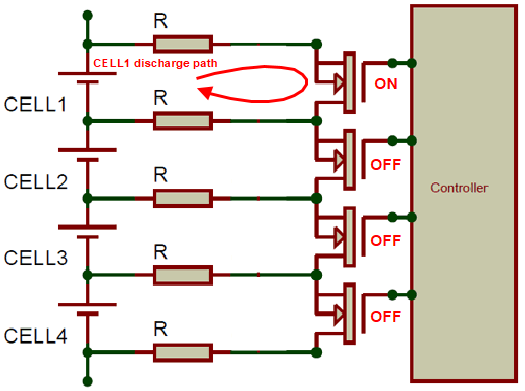 R
CELL1 discharge path
ON
R
CELL1
OFF
R
CELL2
Controller
OFF
R
CELL3
OFF
R
CELL4